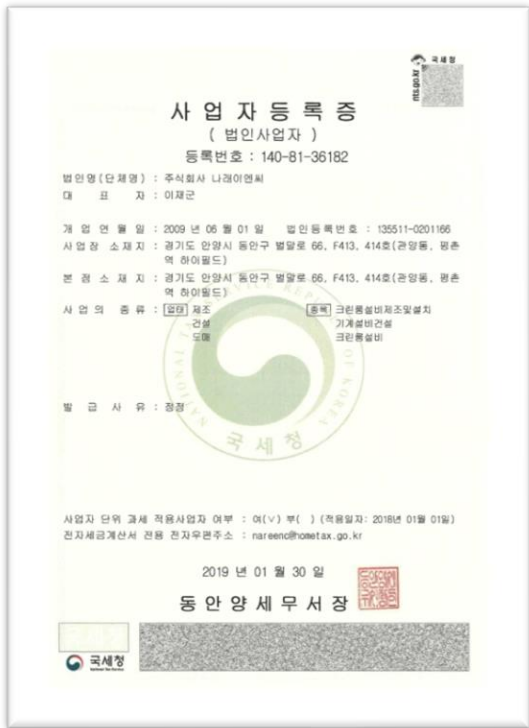 국세청
nts.go.kr
사업자등록증
( 법인사업자 )
등록번호 : 140-81-36182
법인명(단체명) : 주식회사 나래이엔씨
대 표 자 : 이재군
개 업 연 월 일 : 2009 년 06 월 01 일 법인등록번호 : 135511-0201166
사업장 소재지 : 경기도 안양시 동안구 벌말로 66, F413, 414호(관양동, 평촌
역 하이필드)
본 점 소 재 지 : 경기도 안양시 동안구 벌말로 66, F413, 414호(관양동, 평촌
역 하이필드)
사 업 의 종 류 : 업태 제조 종목 크린룸설비제조및설치
건설 기계설비건설
도매 크린룸설비
NATIONAL TAX SERVICE REPUBLIC OF KOREA
국세청
발 급 사 유 : 정정
사업자 단위 과세 적용사업자 여부 : 여(∨) 부( ) (적용일자: 2018년 01월 01일)
전자세금계산서 전용 전자우편주소 : nareenc@hometax.go.kr
2019 년 01 월 30 일
동안양세무서장
국세청
National Tax Service